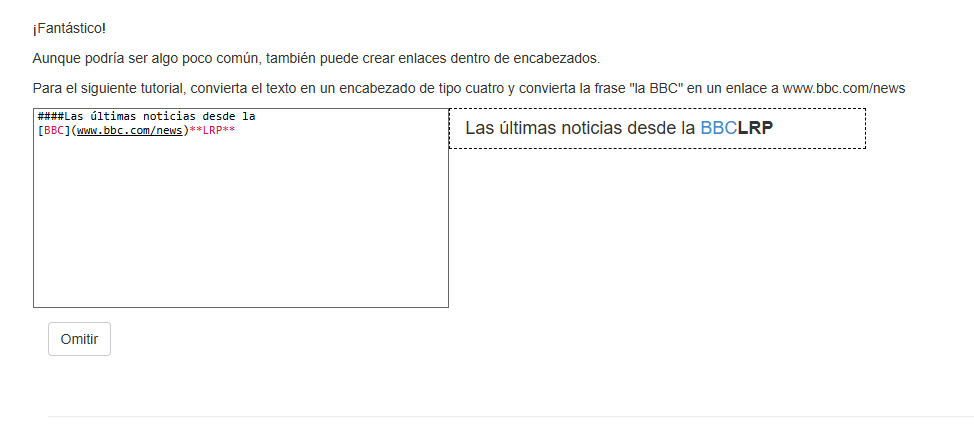 ¡Fantástico!
Aunque podría ser algo poco común, también puede crear enlaces dentro de encabezados.
Para el siguiente tutorial, convierta el texto en un encabezado de tipo cuatro y convierta la frase "la BBC" en un enlace a www.bbc.com/news
####Las últimas noticias desde la
[BBC](www.bbc.com/news)**LRP**
Las últimas noticias desde la BBCLRP
Omitir